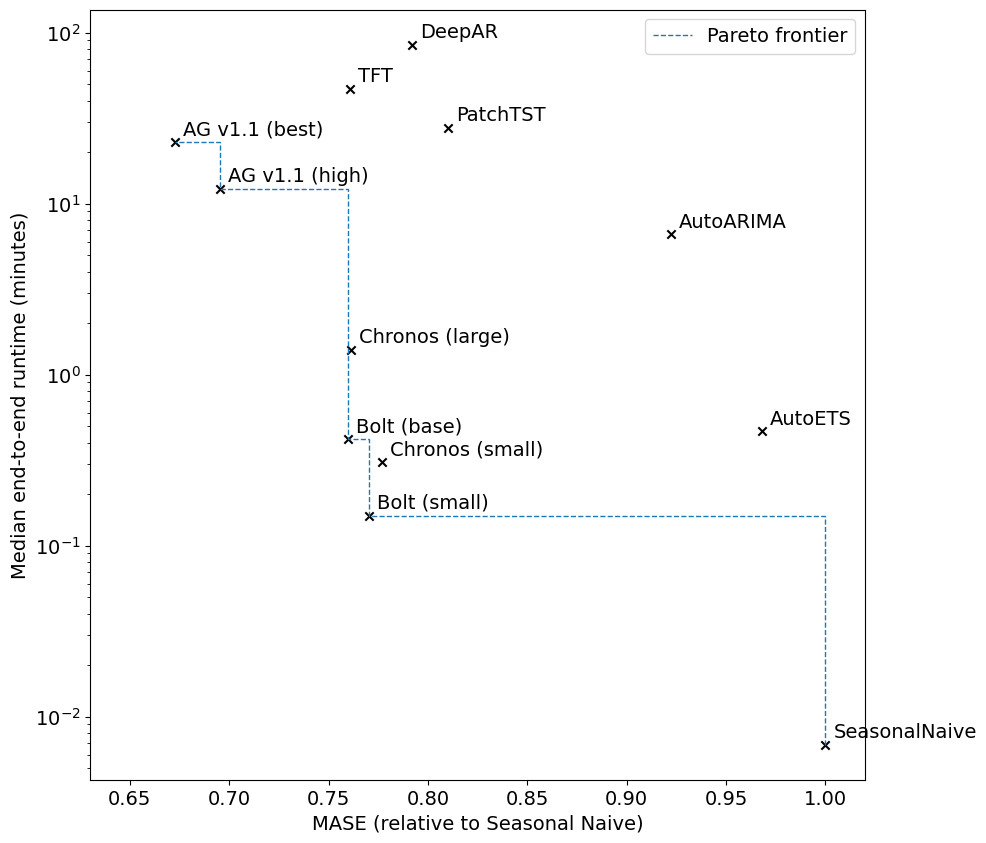 10²
10¹
10⁰
10⁻¹
10⁻²
Median end-to-end runtime (minutes)
Pareto frontier
DeepAR
TFT
PatchTST
AG v1.1 (best)
AG v1.1 (high)
AutoARIMA
Chronos (large)
AutoETS
Bolt (base)
Chronos (small)
Bolt (small)
SeasonalNaive
0.65 0.70 0.75 0.80 0.85 0.90 0.95 1.00
MASE (relative to Seasonal Naive)